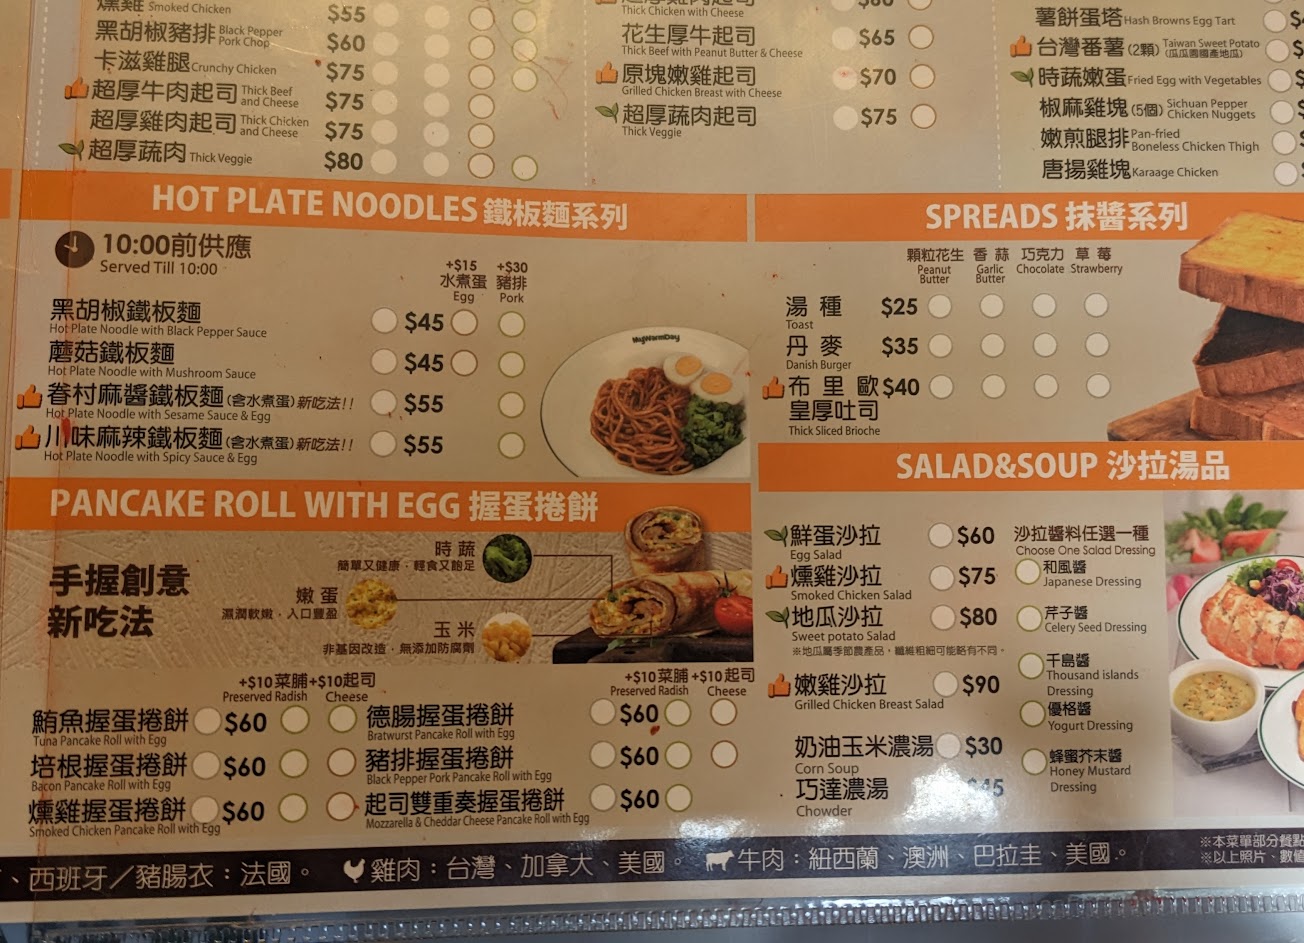 Smoked Chicken $55
黑胡椒豬排 Black Pepper Pork Chop $60
卡滋雞腿 Crunchy Chicken $75
超厚牛肉起司 Thick Beef and Cheese $75
超厚雞肉起司 Thick Chicken and Cheese $75
超厚蔬肉 Thick Veggie $80
Thick Chicken with Cheese
花生厚牛起司 $65
Thick Beef with Peanut Butter & Cheese
原塊嫩雞起司 $70
Grilled Chicken Breast with Cheese
超厚蔬肉起司 $75
Thick Veggie
薯餅蛋塔 Hash Browns Egg Tart
台灣番薯(2顆) Taiwan Sweet Potato (瓜瓜園國產地瓜)
時蔬嫩蛋 Fried Egg with Vegetables
椒麻雞塊(5個) Sichuan Pepper Chicken Nuggets
嫩煎腿排 Pan-fried Boneless Chicken Thigh
唐揚雞塊 Karaage Chicken
HOT PLATE NOODLES 鐵板麵系列
10:00前供應
Served Till 10:00
+$15 +$30
水煮蛋 豬排
Egg Pork
黑胡椒鐵板麵 $45
Hot Plate Noodle with Black Pepper Sauce
蘑菇鐵板麵 $45
Hot Plate Noodle with Mushroom Sauce
眷村麻醬鐵板麵(含水煮蛋)新吃法!! $55
Hot Plate Noodle with Sesame Sauce & Egg
川味麻辣鐵板麵(含水煮蛋)新吃法!! $55
Hot Plate Noodle with Spicy Sauce & Egg
MyWarmDay
SPREADS 抹醬系列
顆粒花生 香蒜 巧克力 草莓
Peanut Butter Garlic Butter Chocolate Strawberry
湯種 $25
Toast
丹麥 $35
Danish Burger
布里歐 $40
皇厚吐司
Thick Sliced Brioche
PANCAKE ROLL WITH EGG 握蛋捲餅
手握創意
新吃法
時蔬
簡單又健康，輕食又飽足
嫩蛋
濕潤軟嫩，入口豐盈
玉米
非基因改造，無添加防腐劑
+$10菜脯 +$10起司
Preserved Radish Cheese
鮪魚握蛋捲餅 $60
Tuna Pancake Roll with Egg
培根握蛋捲餅 $60
Bacon Pancake Roll with Egg
燻雞握蛋捲餅 $60
Smoked Chicken Pancake Roll with Egg
+$10菜脯 +$10起司
Preserved Radish Cheese
德腸握蛋捲餅 $60
Bratwurst Pancake Roll with Egg
豬排握蛋捲餅 $60
Black Pepper Pork Pancake Roll with Egg
起司雙重奏握蛋捲餅 $60
Mozzarella & Cheddar Cheese Pancake Roll with Egg
SALAD&SOUP 沙拉湯品
鮮蛋沙拉 $60
Egg Salad
燻雞沙拉 $75
Smoked Chicken Salad
地瓜沙拉 $80
Sweet potato Salad
※地瓜屬季節農產品，纖維粗細可能略有不同。
嫩雞沙拉 $90
Grilled Chicken Breast Salad
奶油玉米濃湯 $30
Corn Soup
巧達濃湯 $45
Chowder
沙拉醬料任選一種
Choose One Salad Dressing
和風醬
Japanese Dressing
芹子醬
Celery Seed Dressing
千島醬
Thousand islands Dressing
優格醬
Yogurt Dressing
蜂蜜芥末醬
Honey Mustard Dressing
、西班牙／豬腸衣：法國。 雞肉：台灣、加拿大、美國。 牛肉：紐西蘭、澳洲、巴拉圭、美國。
※本菜單部分餐點
※以上照片、數值